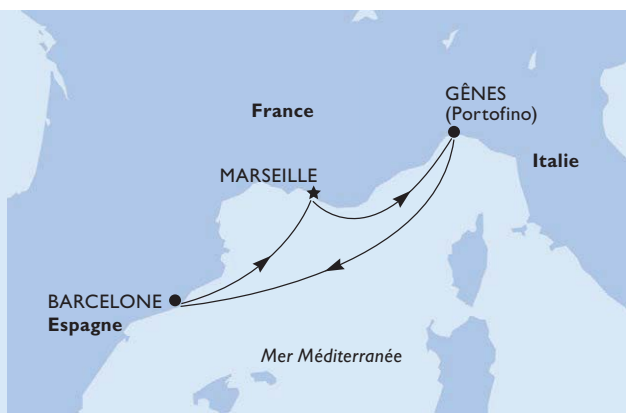 GÊNES
(Portofino)
France
Italie
MARSEILLE
BARCELONE
Espagne
Mer Méditerranée